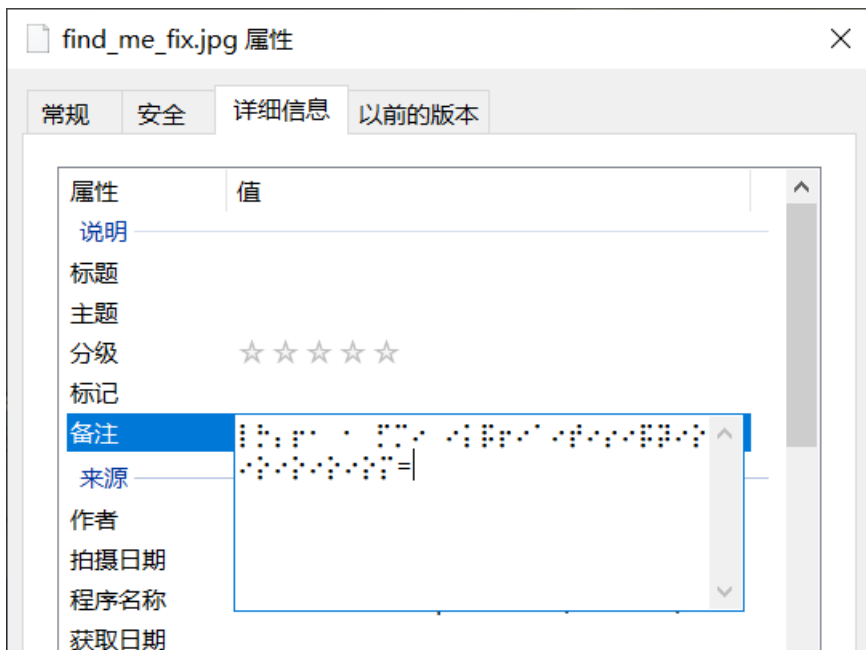 find_me_fix.jpg 属性
常规 安全 详细信息 以前的版本
属性 值
说明
标题
主题
分级
标记
备注
=
来源
作者
拍摄日期
程序名称
获取日期